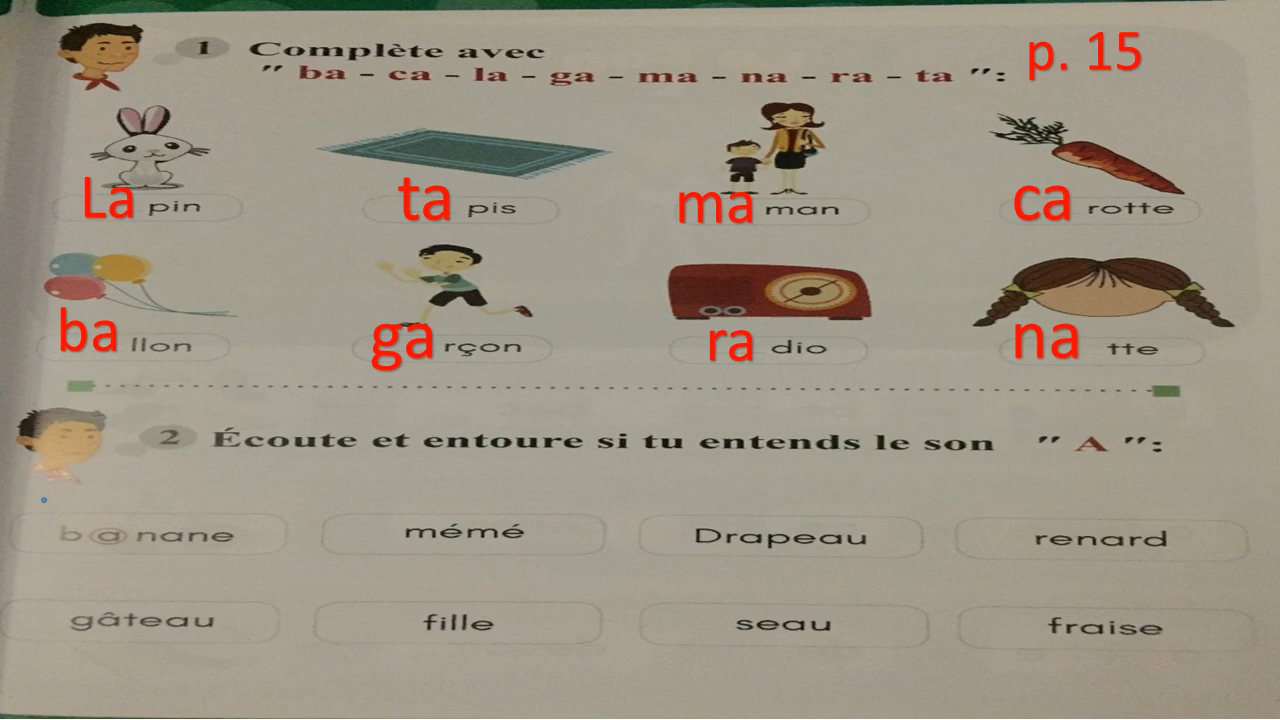 1 Complète avec p. 15
" ba - ca - la - ga - ma - na - ra - ta ":
La pin ta pis ma man ca rotte
ba llon ga rçon ra dio na tte
2 Écoute et entoure si tu entends le son " A ":
b@nane mémé Drapeau renard
gâteau fille seau fraise